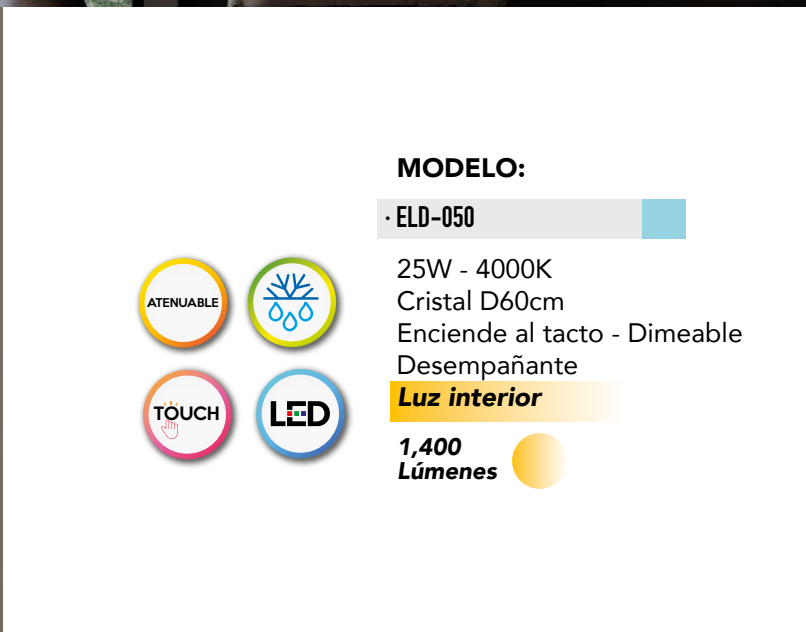 MODELO:
· ELD-050
25W - 4000K
Cristal D60cm
Enciende al tacto - Dimeable
Desempañante
Luz interior
1,400
Lúmenes
ATENUABLE
TOUCH
LED